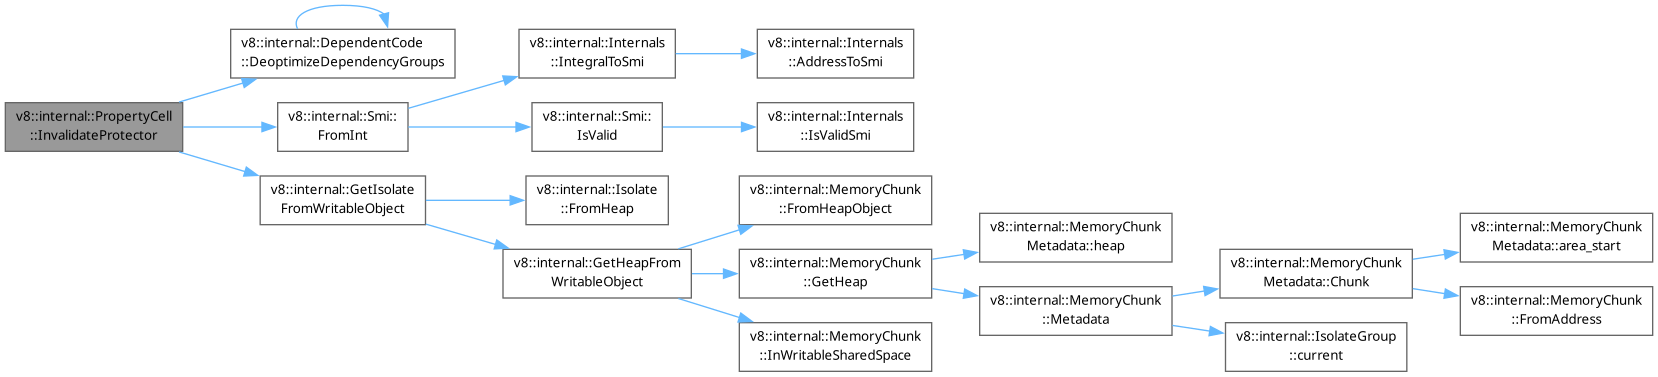 v8::internal::PropertyCell
::InvalidateProtector
v8::internal::DependentCode
::DeoptimizeDependencyGroups
v8::internal::Smi::
FromInt
v8::internal::GetIsolate
FromWritableObject
v8::internal::Internals
::IntegralToSmi
v8::internal::Internals
::AddressToSmi
v8::internal::Smi::
IsValid
v8::internal::Internals
::IsValidSmi
v8::internal::Isolate
::FromHeap
v8::internal::GetHeapFrom
WritableObject
v8::internal::MemoryChunk
::FromHeapObject
v8::internal::MemoryChunk
::GetHeap
v8::internal::MemoryChunk
::InWritableSharedSpace
v8::internal::MemoryChunk
Metadata::heap
v8::internal::MemoryChunk
::Metadata
v8::internal::MemoryChunk
Metadata::Chunk
v8::internal::IsolateGroup
::current
v8::internal::MemoryChunk
Metadata::area_start
v8::internal::MemoryChunk
::FromAddress